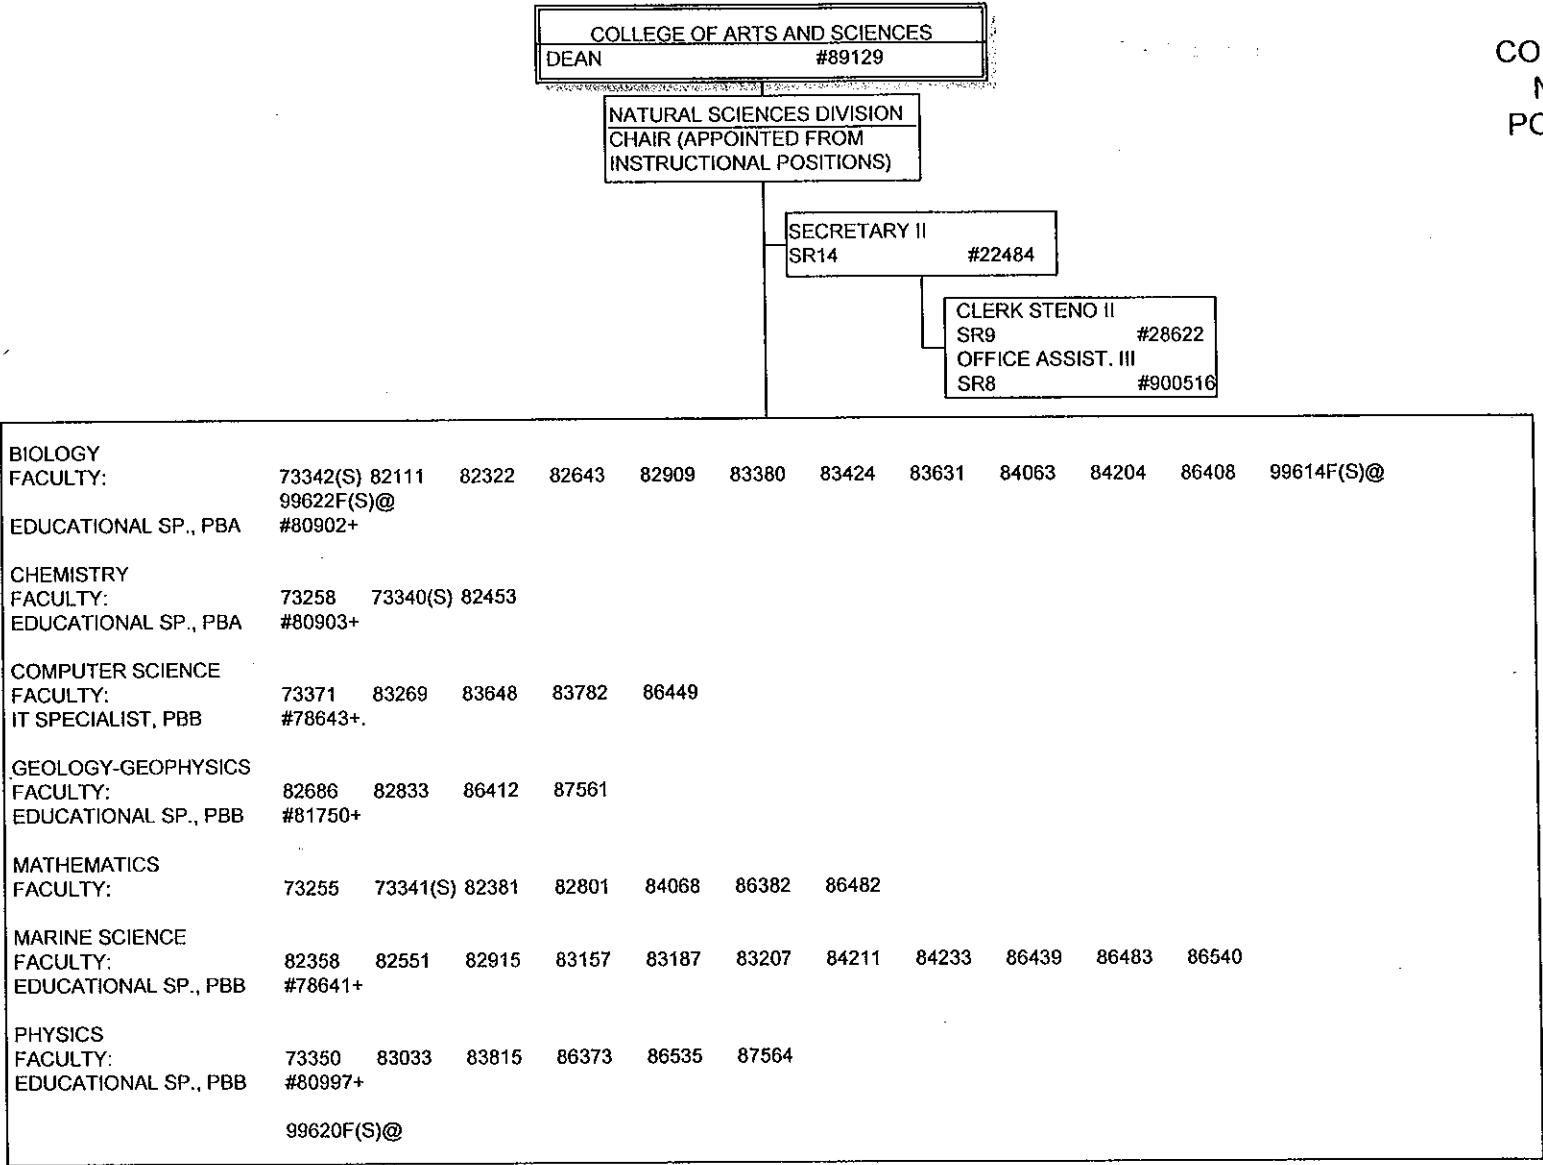 COLLEGE OF ARTS AND SCIENCES
DEAN #89129
CO
N
PO
NATURAL SCIENCES DIVISION
CHAIR (APPOINTED FROM
INSTRUCTIONAL POSITIONS)
SECRETARY II
SR14 #22484
CLERK STENO II
SR9 #28622
OFFICE ASSIST. III
SR8 #900516
BIOLOGY
FACULTY: 73342(S) 82111 82322 82643 82909 83380 83424 83631 84063 84204 86408 99614F(S)@
99622F(S)@
EDUCATIONAL SP., PBA #80902+
CHEMISTRY
FACULTY: 73258 73340(S) 82453
EDUCATIONAL SP., PBA #80903+
COMPUTER SCIENCE
FACULTY: 73371 83269 83648 83782 86449
IT SPECIALIST, PBB #78643+.
GEOLOGY-GEOPHYSICS
FACULTY: 82686 82833 86412 87561
EDUCATIONAL SP., PBB #81750+
MATHEMATICS
FACULTY: 73255 73341(S) 82381 82801 84068 86382 86482
MARINE SCIENCE
FACULTY: 82358 82551 82915 83157 83187 83207 84211 84233 86439 86483 86540
EDUCATIONAL SP., PBB #78641+
PHYSICS
FACULTY: 73350 83033 83815 86373 86535 87564
EDUCATIONAL SP., PBB #80997+
99620F(S)@